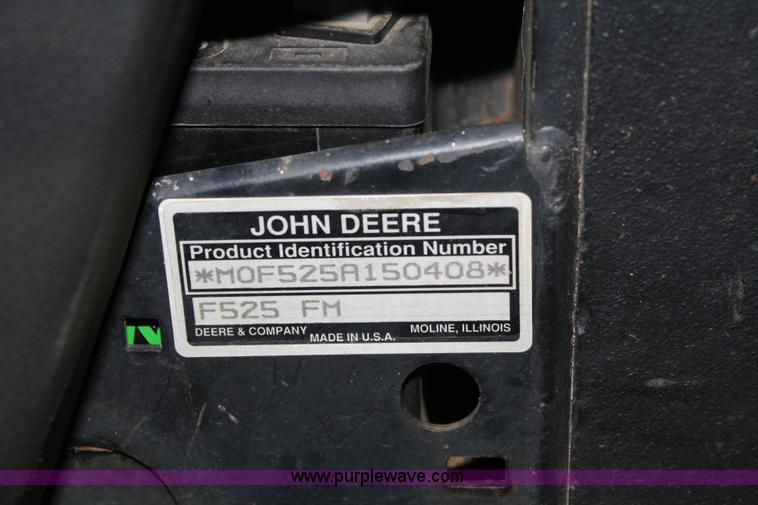 JOHN DEERE
Product Identification Number
*M0F525A150408*
F525 FM
DEERE & COMPANY MOLINE, ILLINOIS
MADE IN U.S.A.
www.purplewave.com